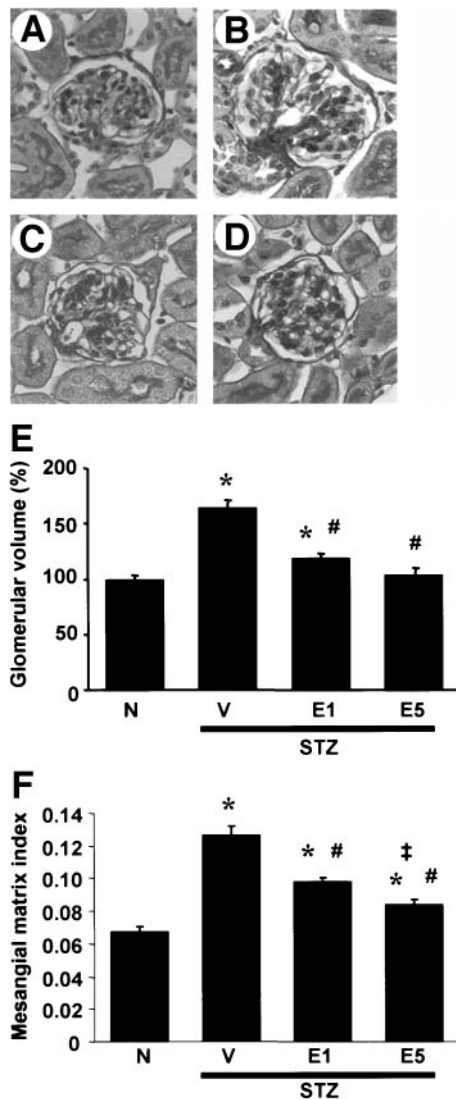 A
B
C
D
E
Glomerular volume (%)
200
150
100
50
0
*
* #
#
N V E1 E5
STZ
F
Mesangial matrix index
0.14
0.12
0.10
0.08
0.06
0.04
0.02
0
*
* #
‡
* #
N V E1 E5
STZ